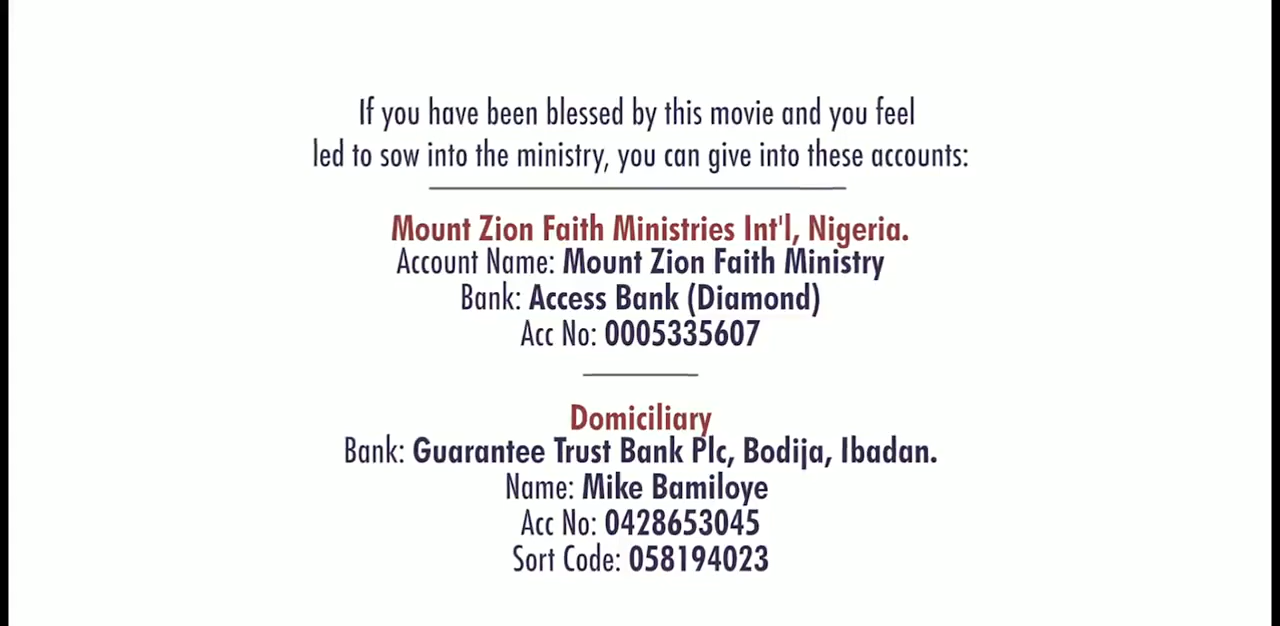 If you have been blessed by this movie and you feel
led to sow into the ministry, you can give into these accounts:
Mount Zion Faith Ministries Int'l, Nigeria.
Account Name: Mount Zion Faith Ministry
Bank: Access Bank (Diamond)
Acc No: 0005335607
Domiciliary
Bank: Guarantee Trust Bank Plc, Bodija, Ibadan.
Name: Mike Bamiloye
Acc No: 0428653045
Sort Code: 058194023